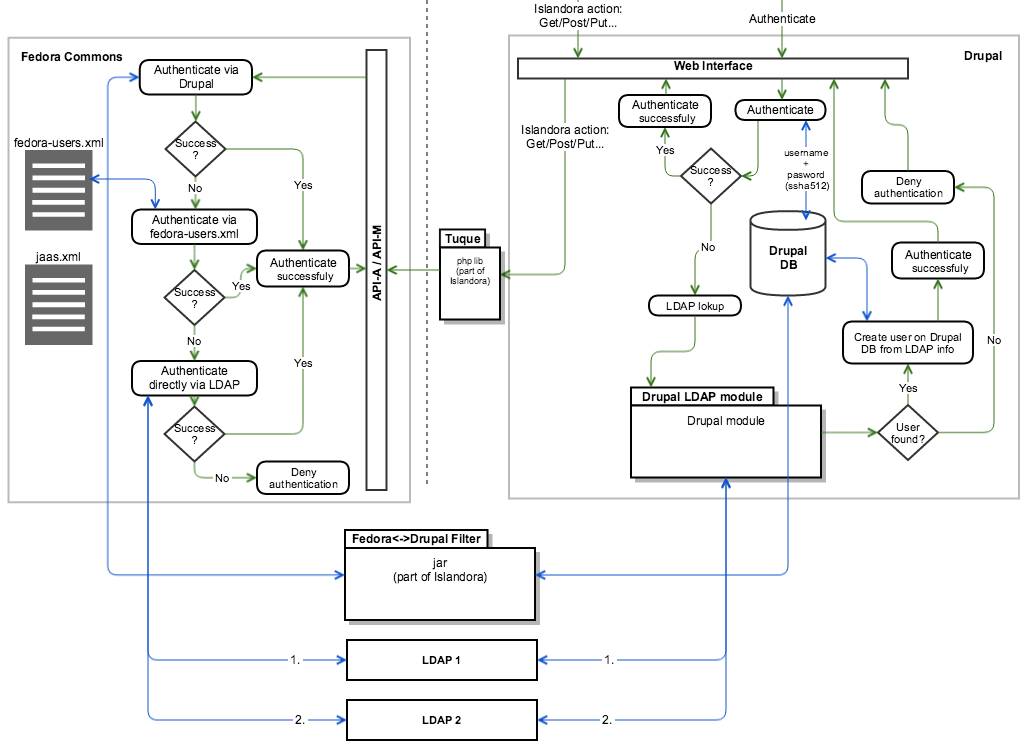 Islandora action:
Get/Post/Put...
Authenticate
Fedora Commons
Drupal
Web Interface
Authenticate via
Drupal
Authenticate
successfuly
Authenticate
Islandora action:
Get/Post/Put...
fedora-users.xml
Success
?
Yes
Success
?
username
+
pasword
(ssha512)
No
Yes
Deny
authentication
Authenticate via
fedora-users.xml
Tuque
php lib
(part of
Islandora)
No
Drupal
DB
jaas.xml
Authenticate
successfuly
API-A / API-M
Authenticate
successfuly
Success
?
Yes
LDAP lokup
Create user on Drupal
DB from LDAP info
No
No
Yes
Authenticate
directly via LDAP
Yes
Drupal LDAP module
Drupal module
Success
?
User
found?
No
Deny
authentication
Fedora<->Drupal Filter
jar
(part of Islandora)
1.
LDAP 1
1.
2.
LDAP 2
2.